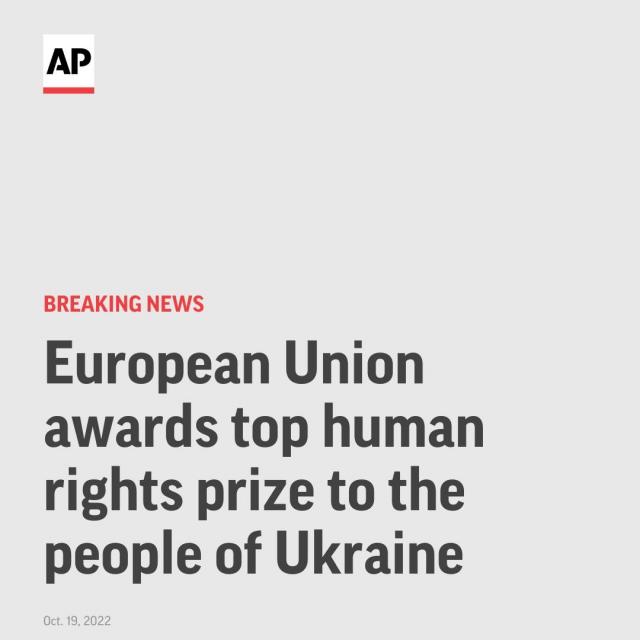 AP
BREAKING NEWS
European Union
awards top human
rights prize to the
people of Ukraine
Oct. 19, 2022